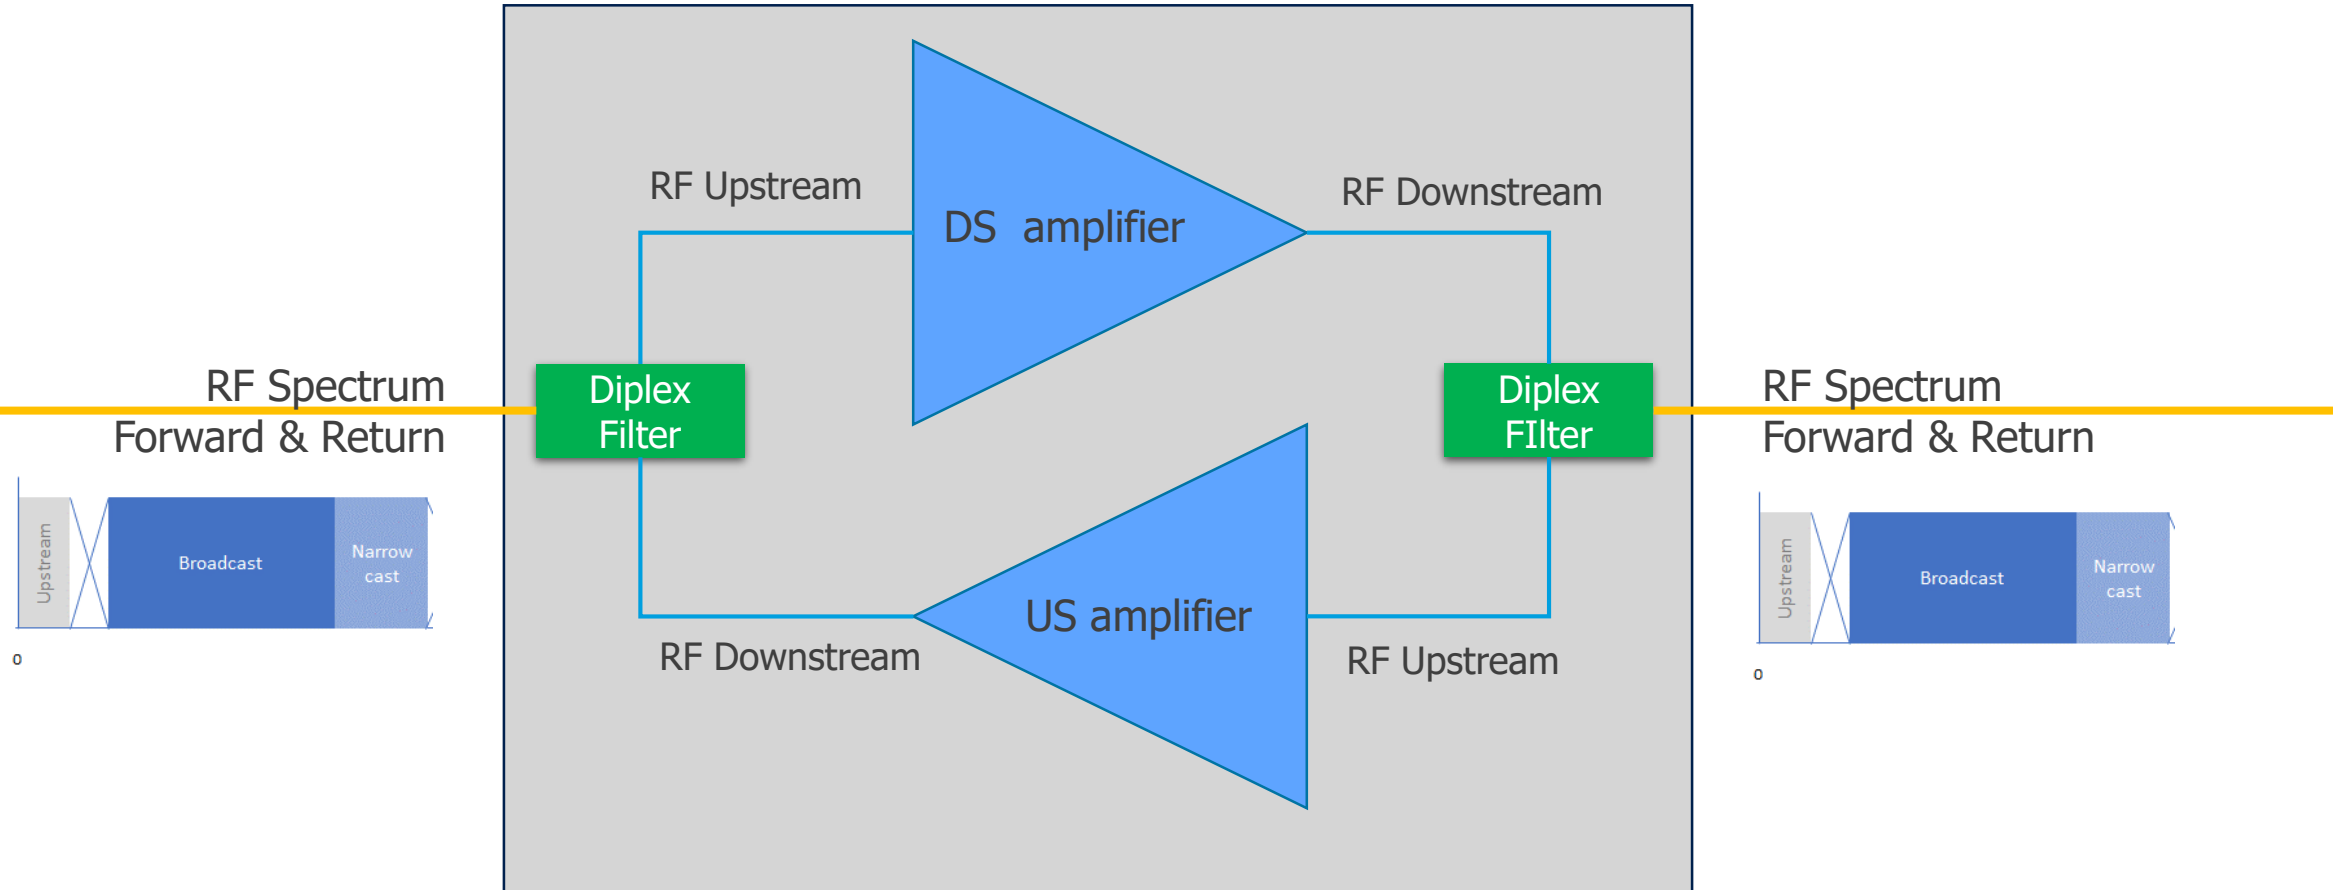 RF Upstream
RF Downstream
DS amplifier
RF Spectrum
Forward & Return
Diplex
Filter
Diplex
FIlter
RF Spectrum
Forward & Return
Upstream
Broadcast
Narrow
cast
0
US amplifier
RF Downstream
RF Upstream
Upstream
Broadcast
Narrow
cast
0